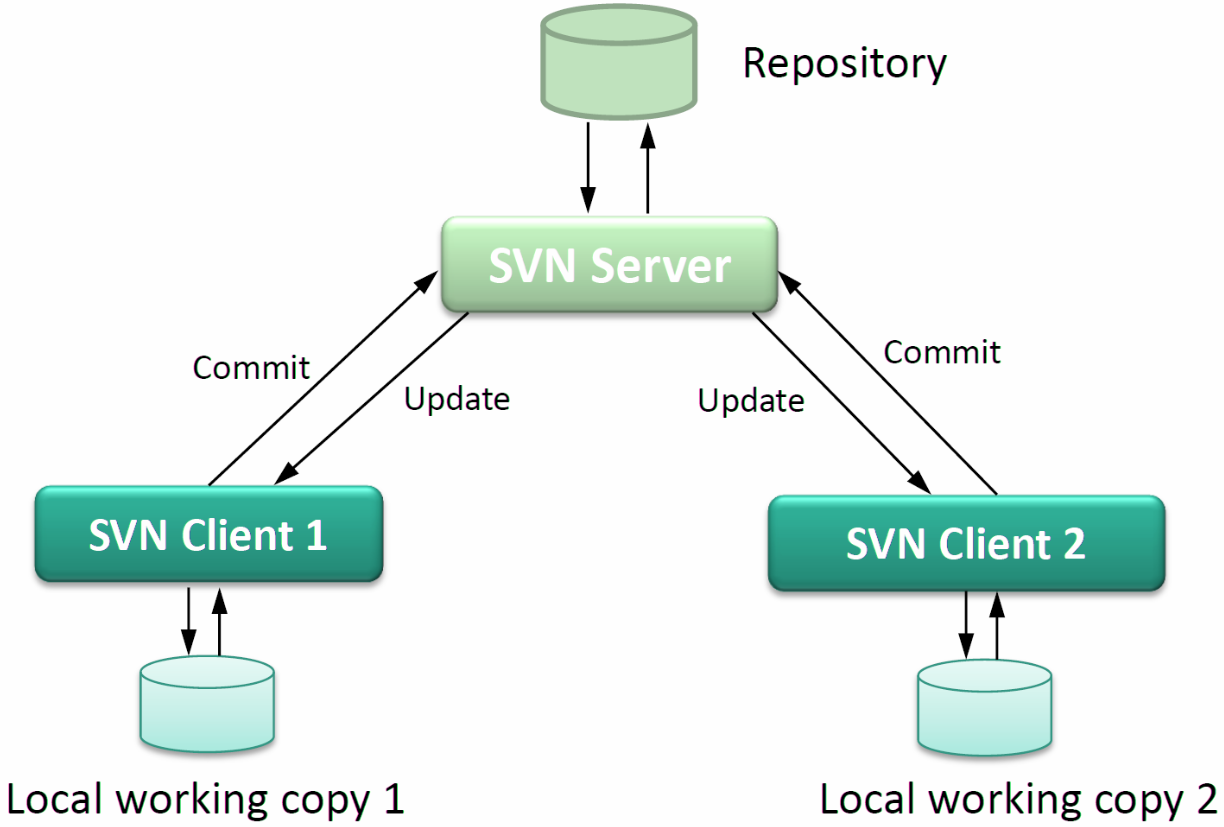 Repository
SVN Server
Commit
Update
Update
Commit
SVN Client 1
SVN Client 2
Local working copy 1
Local working copy 2